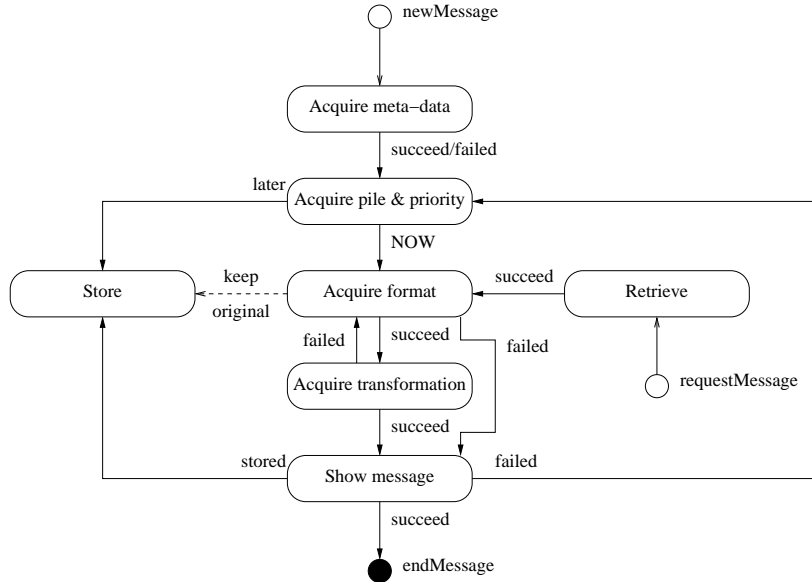 newMessage
Acquire meta-data
succeed/failed
later
Acquire pile & priority
NOW
Store
keep
original
Acquire format
succeed
Retrieve
failed
succeed
failed
Acquire transformation
requestMessage
succeed
stored
Show message
failed
succeed
endMessage